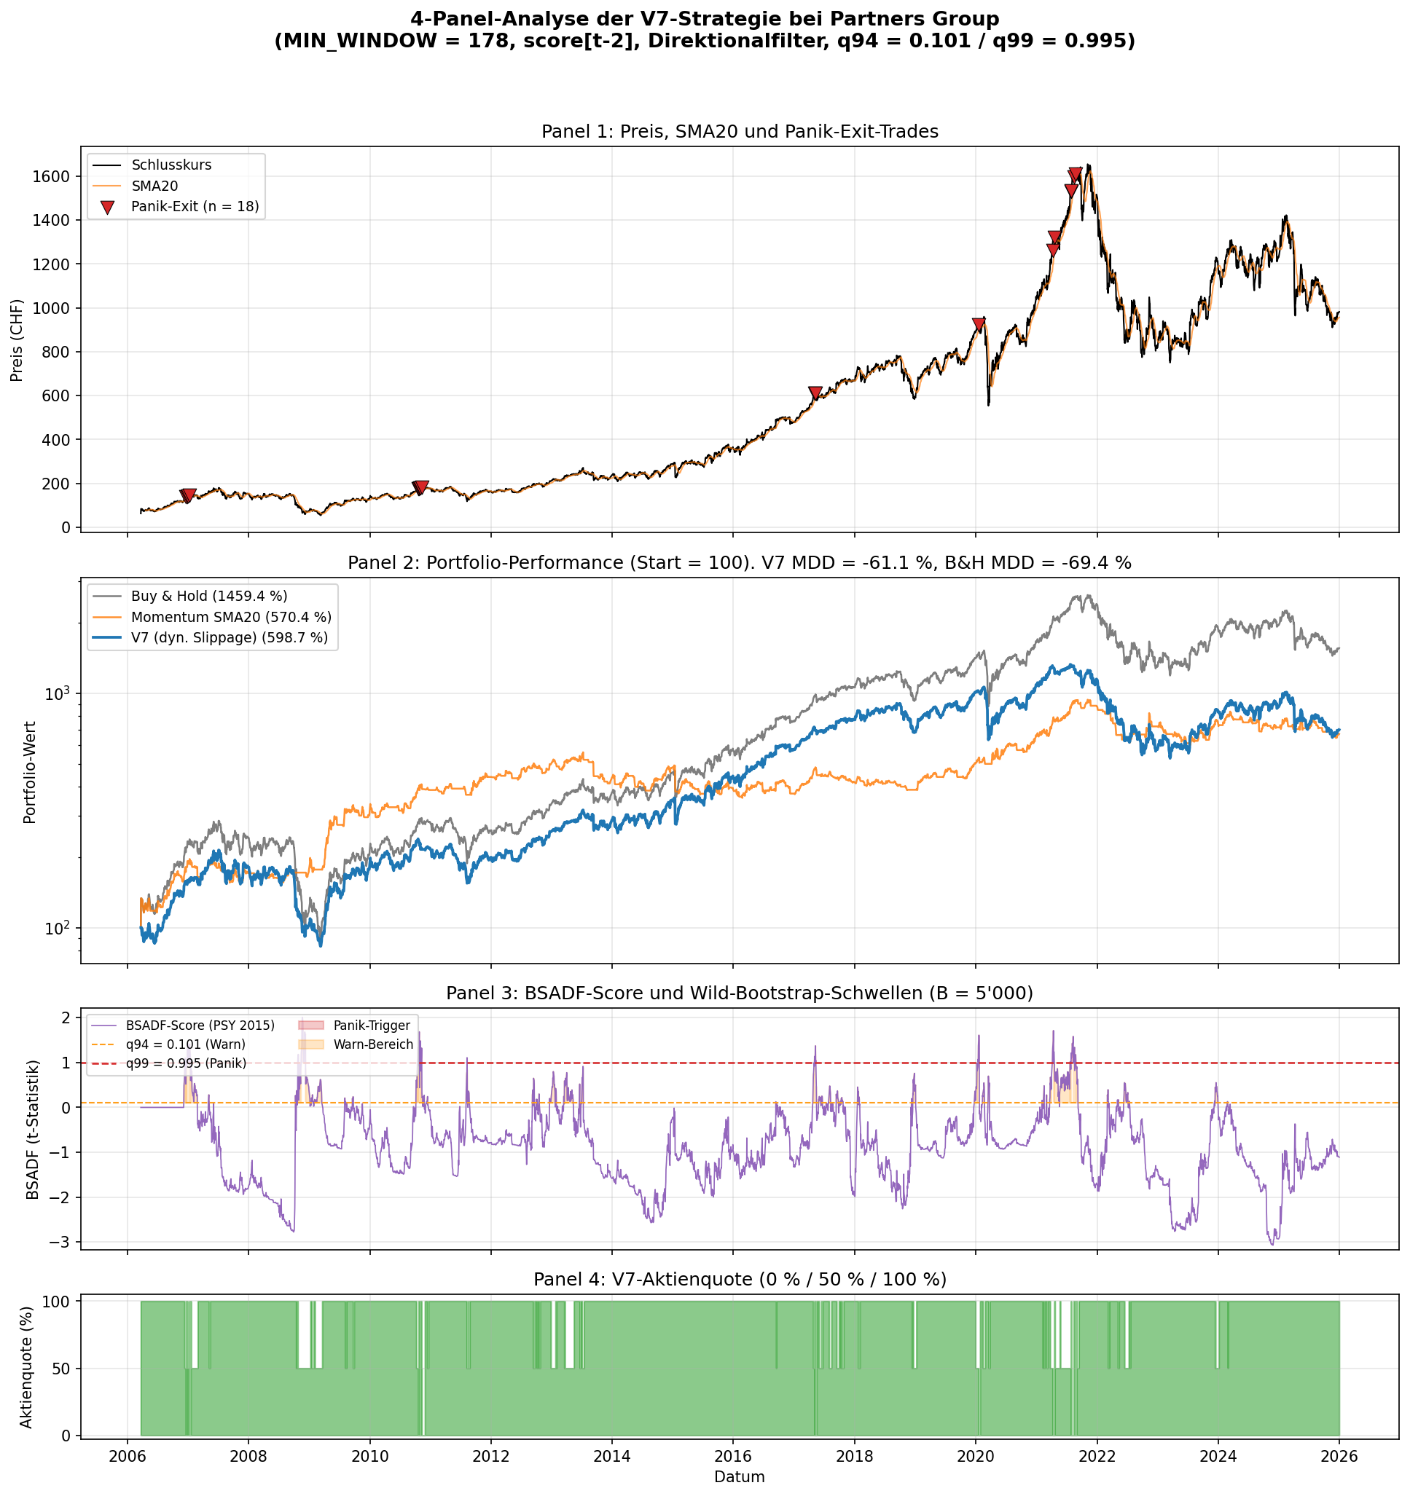 4-Panel-Analyse der V7-Strategie bei Partners Group
(MIN_WINDOW = 178, score[t-2], Direktionalfilter, q94 = 0.101 / q99 = 0.995)
Panel 1: Preis, SMA20 und Panik-Exit-Trades
Schlusskurs
SMA20
Panik-Exit (n = 18)
Preis (CHF)
1600
1400
1200
1000
800
600
400
200
0
Panel 2: Portfolio-Performance (Start = 100). V7 MDD = -61.1 %, B&H MDD = -69.4 %
Buy & Hold (1459.4 %)
Momentum SMA20 (570.4 %)
V7 (dyn. Slippage) (598.7 %)
Portfolio-Wert
10³
10²
Panel 3: BSADF-Score und Wild-Bootstrap-Schwellen (B = 5'000)
BSADF-Score (PSY 2015)
q94 = 0.101 (Warn)
q99 = 0.995 (Panik)
Panik-Trigger
Warn-Bereich
BSADF (t-Statistik)
2
1
0
−1
−2
−3
Panel 4: V7-Aktienquote (0 % / 50 % / 100 %)
Aktienquote (%)
100
50
0
2006 2008 2010 2012 2014 2016 2018 2020 2022 2024 2026
Datum